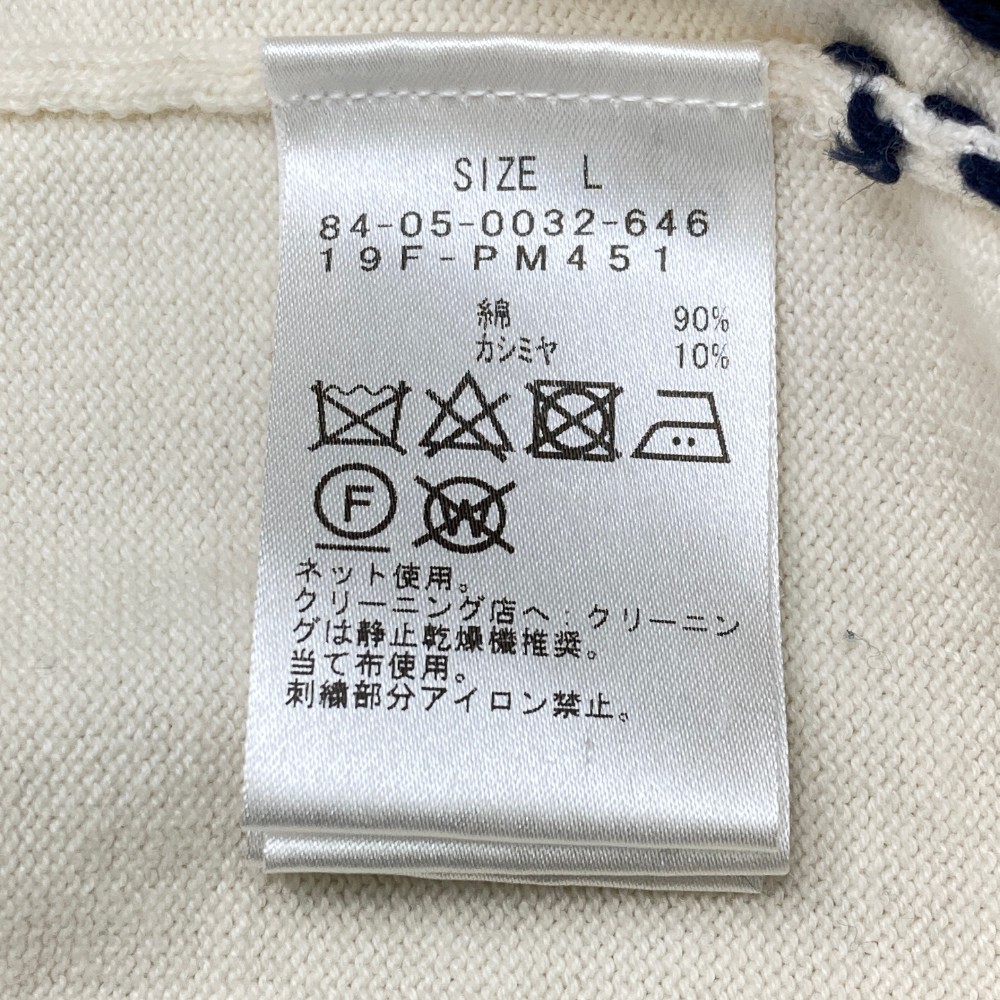 SIZE L
84-05-0032-646
19F-PM451
綿 90%
カシミヤ 10%
F W
ネット使用。
クリーニング店へ:クリーニン
グは静止乾燥機推奨。
当て布使用。
刺繍部分アイロン禁止。